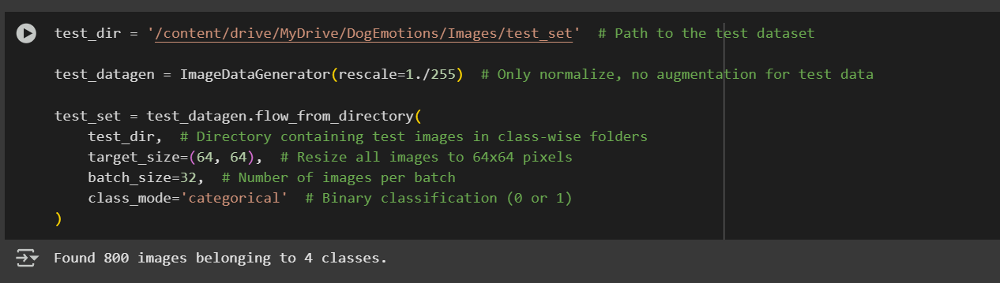 test_dir = '/content/drive/MyDrive/DogEmotions/Images/test_set'  # Path to the test dataset
test_datagen = ImageDataGenerator(rescale=1./255)  # Only normalize, no augmentation for test data
test_set = test_datagen.flow_from_directory(
    test_dir,  # Directory containing test images in class-wise folders
    target_size=(64, 64),  # Resize all images to 64x64 pixels
    batch_size=32,  # Number of images per batch
    class_mode='categorical'  # Binary classification (0 or 1)
)
Found 800 images belonging to 4 classes.